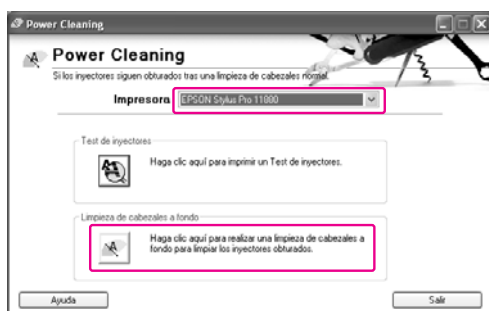 Power Cleaning
Power Cleaning
Si los inyectores siguen obturados tras una limpieza de cabezales normal.
Impresora EPSON Stylus Pro 11880
Test de inyectores
Haga clic aquí para imprimir un Test de inyectores.
Limpieza de cabezales a fondo
Haga clic aquí para realizar una limpieza de cabezales a
fondo para limpiar los inyectores obturados.
Ayuda Salir